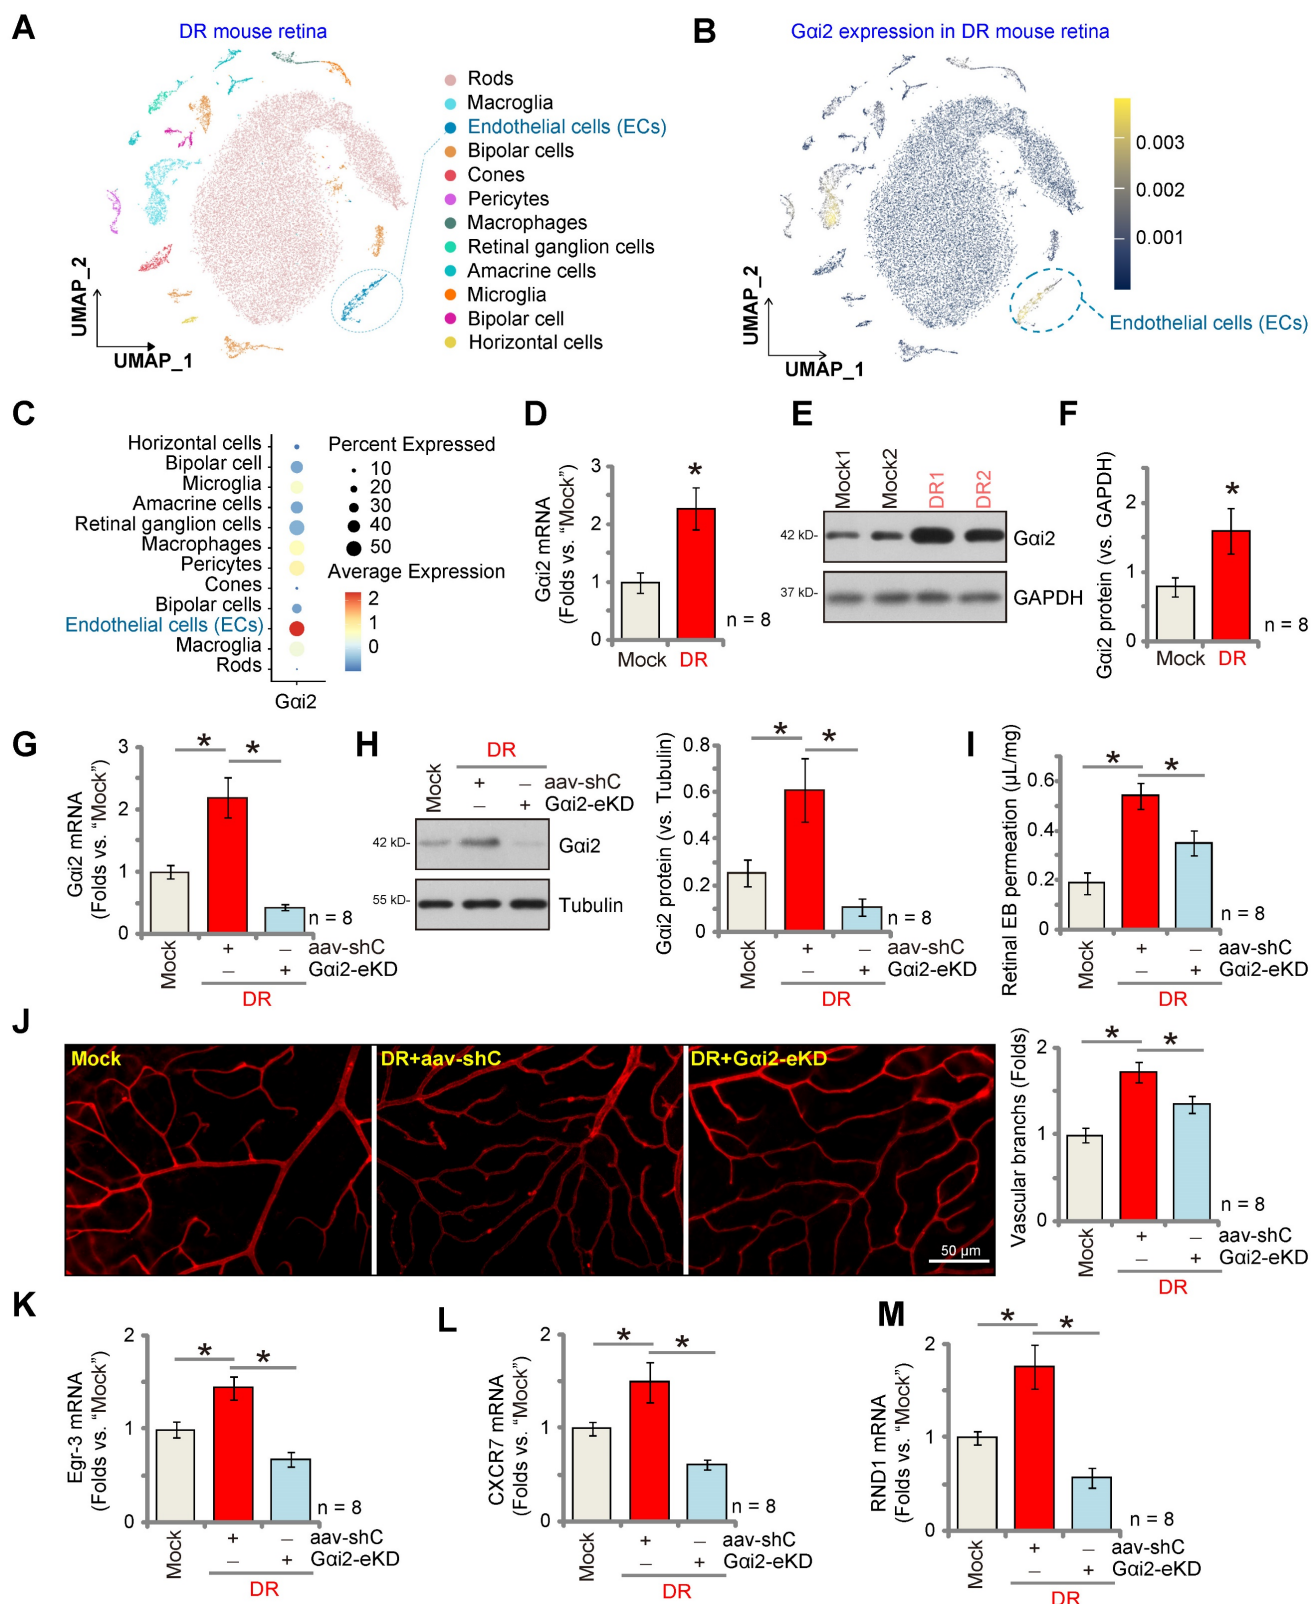 A
DR mouse retina
Rods
Macroglia
Endothelial cells (ECs)
Bipolar cells
Cones
Pericytes
Macrophages
Retinal ganglion cells
Amacrine cells
Microglia
Bipolar cell
Horizontal cells
UMAP_2
UMAP_1
B
Gαi2 expression in DR mouse retina
0.003
0.002
0.001
Endothelial cells (ECs)
UMAP_2
UMAP_1
C
Horizontal cells
Bipolar cell
Microglia
Amacrine cells
Retinal ganglion cells
Macrophages
Pericytes
Cones
Bipolar cells
Endothelial cells (ECs)
Macroglia
Rods
Gαi2
Percent Expressed
10
20
30
40
50
Average Expression
2
1
0
D
Gαi2 mRNA
(Folds vs. “Mock”)
3
2
1
0
*
n = 8
Mock DR
E
Mock1 Mock2 DR1 DR2
42 kD- Gαi2
37 kD- GAPDH
F
Gαi2 protein (vs. GAPDH)
2
1
0
*
n = 8
Mock DR
G
Gαi2 mRNA
(Folds vs. “Mock”)
3
2
1
0
* *
n = 8
Mock + – aav-shC
– + Gαi2-eKD
DR
H
DR
Mock + – aav-shC
– + Gαi2-eKD
42 kD- Gαi2
55 kD- Tubulin
Gαi2 protein (vs. Tubulin)
0.8
0.6
0.4
0.2
0
* *
n = 8
Mock + – aav-shC
– + Gαi2-eKD
DR
I
Retinal EB permeation (µL/mg)
0.6
0.4
0.2
0
* *
n = 8
Mock + – aav-shC
– + Gαi2-eKD
DR
J
Mock
DR+aav-shC
DR+Gαi2-eKD
50 µm
Vascular branchs (Folds)
2
1
0
* *
n = 8
Mock + – aav-shC
– + Gαi2-eKD
DR
K
Egr-3 mRNA
(Folds vs. “Mock”)
2
1
0
* *
n = 8
Mock + – aav-shC
– + Gαi2-eKD
DR
L
CXCR7 mRNA
(Folds vs. “Mock”)
2
1
0
* *
n = 8
Mock + – aav-shC
– + Gαi2-eKD
DR
M
RND1 mRNA
(Folds vs. “Mock”)
2
1
0
* *
n = 8
Mock + – aav-shC
– + Gαi2-eKD
DR